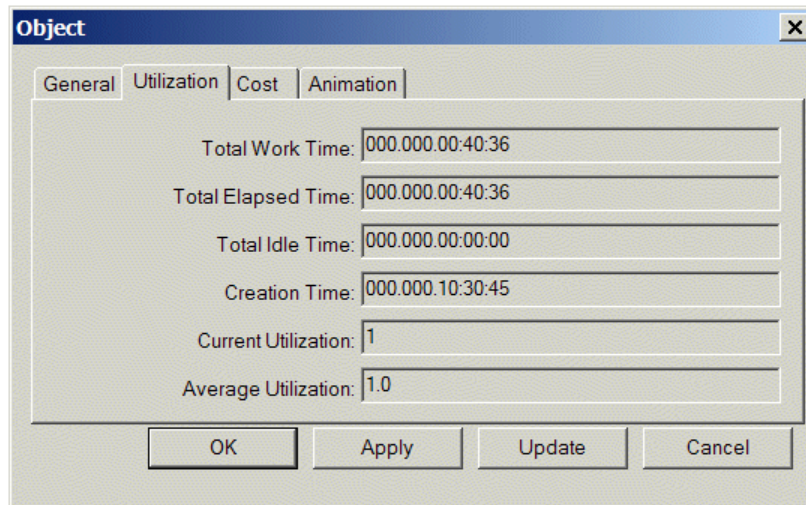 Object
General Utilization Cost Animation
Total Work Time: 000.000.00:40:36
Total Elapsed Time: 000.000.00:40:36
Total Idle Time: 000.000.00:00:00
Creation Time: 000.000.10:30:45
Current Utilization: 1
Average Utilization: 1.0
OK Apply Update Cancel